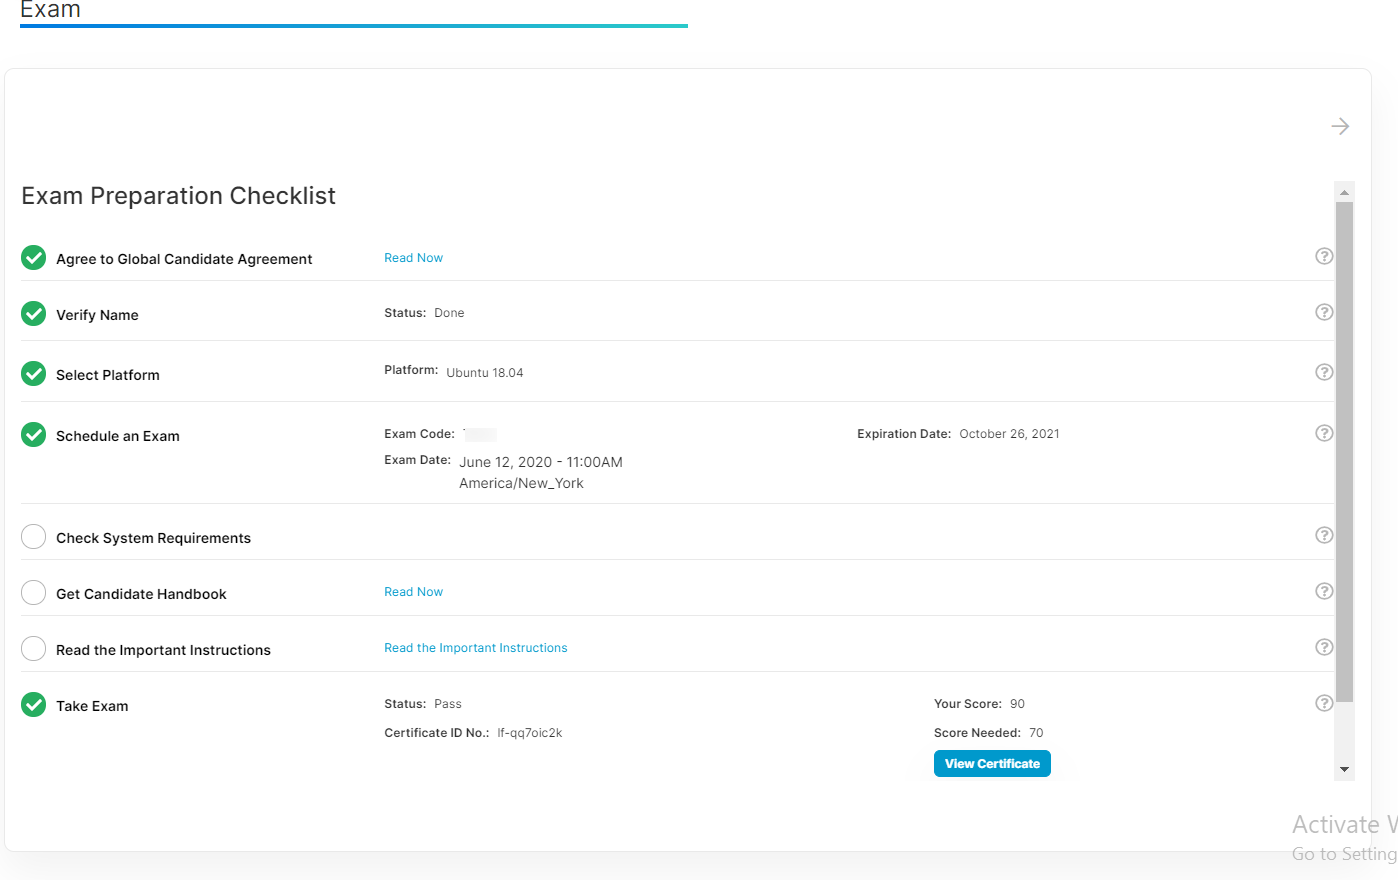 Exam
Exam Preparation Checklist
Agree to Global Candidate Agreement Read Now
Verify Name Status: Done
Select Platform Platform: Ubuntu 18.04
Schedule an Exam Exam Code: Expiration Date: October 26, 2021
Exam Date: June 12, 2020 - 11:00AM
America/New_York
Check System Requirements
Get Candidate Handbook Read Now
Read the Important Instructions Read the Important Instructions
Take Exam Status: Pass Your Score: 90
Certificate ID No.: lf-qq7oic2k Score Needed: 70
View Certificate
Activate W
Go to Setting